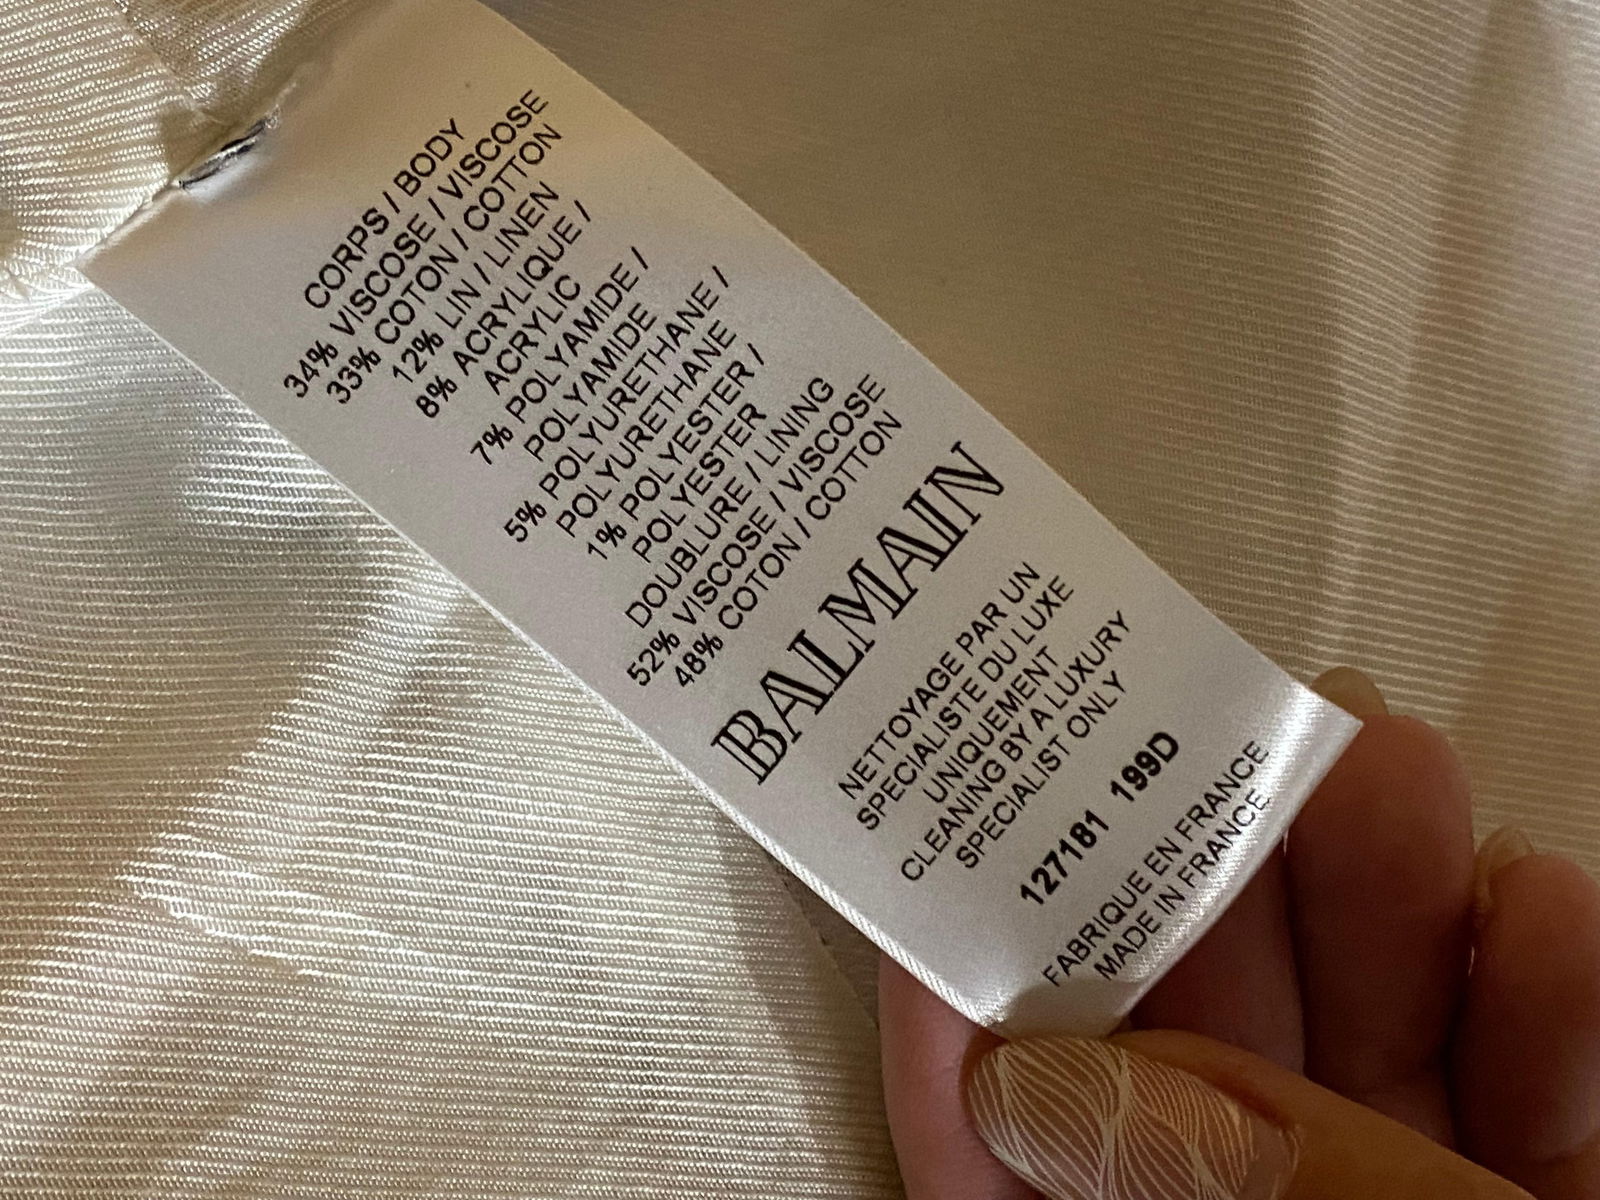 CORPS / BODY
34% VISCOSE / VISCOSE
33% COTON / COTTON
12% LIN / LINEN
8% ACRYLIQUE /
ACRYLIC
7% POLYAMIDE /
POLYAMIDE
5% POLYURETHANE /
POLYURETHANE
1% POLYESTER /
POLYESTER
DOUBLURE / LINING
52% VISCOSE / VISCOSE
48% COTON / COTTON
BALMAIN
NETTOYAGE PAR UN
SPECIALISTE DU LUXE
UNIQUEMENT
CLEANING BY A LUXURY
SPECIALIST ONLY
127181 199D
FABRIQUE EN FRANCE
MADE IN FRANCE